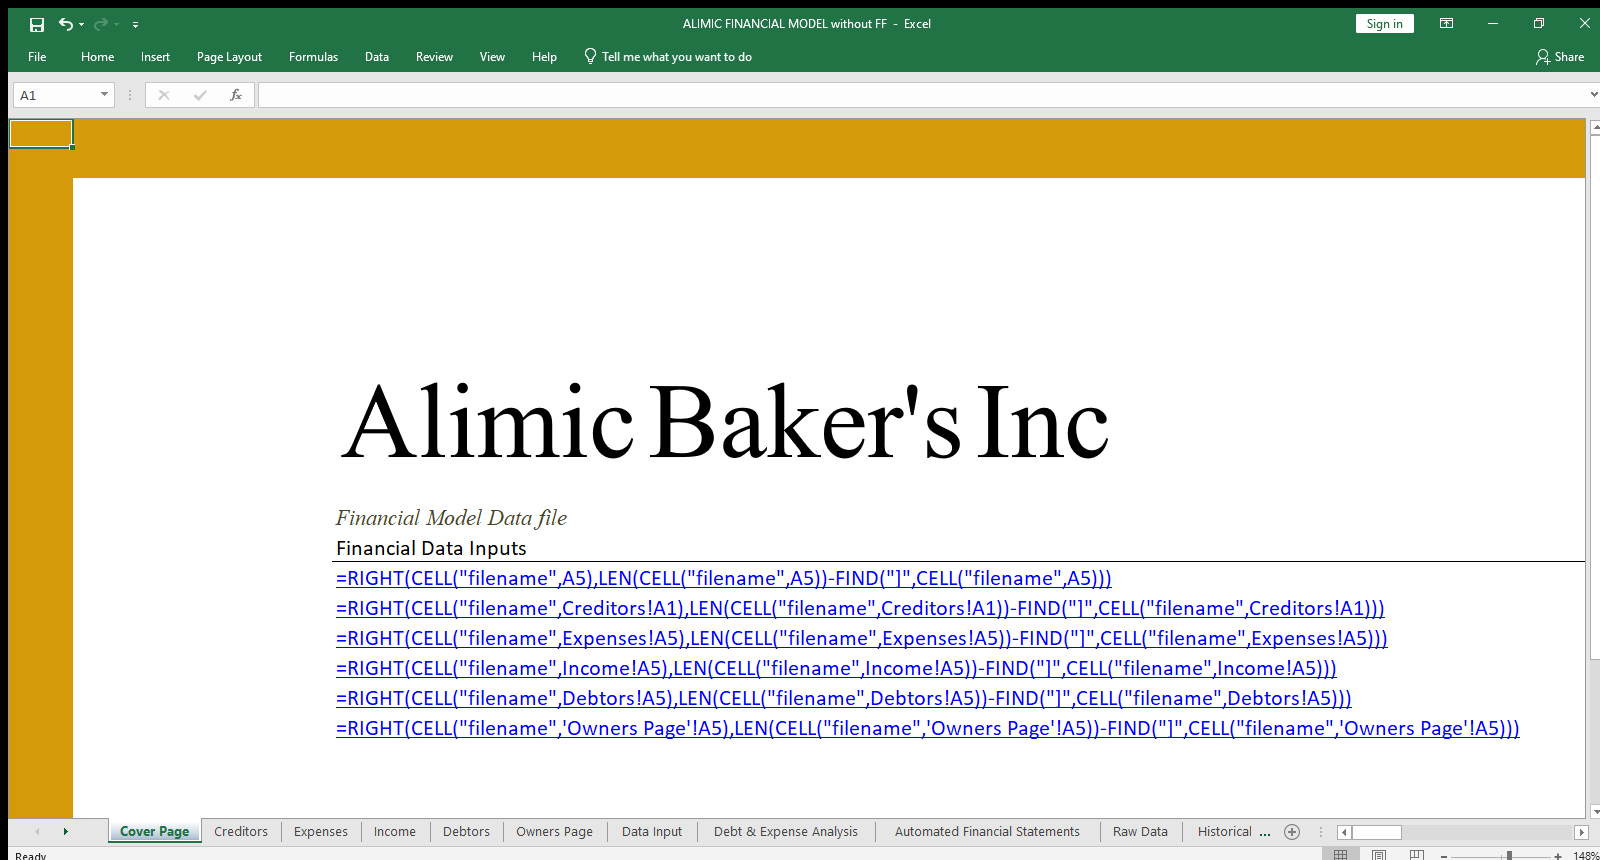 ALIMIC FINANCIAL MODEL without FF - Excel
Sign in
File Home Insert Page Layout Formulas Data Review View Help Tell me what you want to do Share
A1 fx
Alimic Baker's Inc
Financial Model Data file
Financial Data Inputs
=RIGHT(CELL("filename",A5),LEN(CELL("filename",A5))-FIND("]",CELL("filename",A5)))
=RIGHT(CELL("filename",Creditors!A1),LEN(CELL("filename",Creditors!A1))-FIND("]",CELL("filename",Creditors!A1)))
=RIGHT(CELL("filename",Expenses!A5),LEN(CELL("filename",Expenses!A5))-FIND("]",CELL("filename",Expenses!A5)))
=RIGHT(CELL("filename",Income!A5),LEN(CELL("filename",Income!A5))-FIND("]",CELL("filename",Income!A5)))
=RIGHT(CELL("filename",Debtors!A5),LEN(CELL("filename",Debtors!A5))-FIND("]",CELL("filename",Debtors!A5)))
=RIGHT(CELL("filename",'Owners Page'!A5),LEN(CELL("filename",'Owners Page'!A5))-FIND("]",CELL("filename",'Owners Page'!A5)))
Cover Page Creditors Expenses Income Debtors Owners Page Data Input Debt & Expense Analysis Automated Financial Statements Raw Data Historical ...
Ready 148%